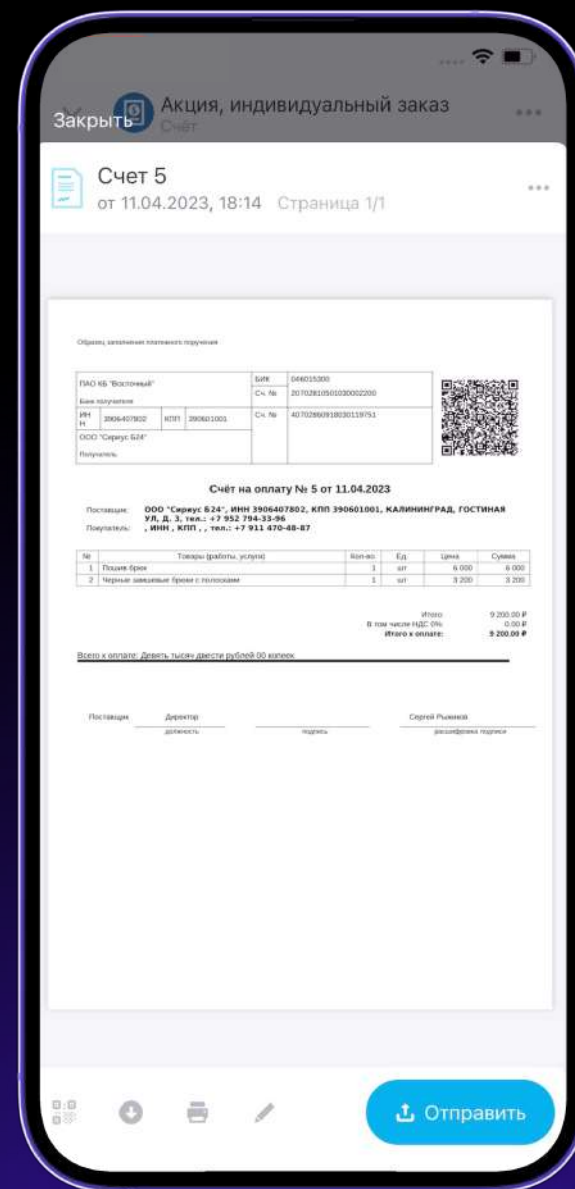 Закрыть
Акция, индивидуальный заказ
Счёт
Счет 5
от 11.04.2023, 18:14 Страница 1/1
Образец заполнения платежного поручения
ПАО КБ "Восточный"
Банк получателя
БИК 046015300
Сч. № 20702810501030002200
ИНН 3906407802 КПП 390601001 Сч. № 40702860918030119751
ООО "Сириус Б24"
Получатель
Счёт на оплату № 5 от 11.04.2023
Поставщик: ООО "Сириус Б24", ИНН 3906407802, КПП 390601001, КАЛИНИНГРАД, ГОСТИНАЯ
УЛ, Д. 3, тел.: +7 952 794-33-96
Покупатель: , ИНН , КПП , , тел.: +7 911 470-48-87
№ Товары (работы, услуги) Кол-во Ед. Цена Сумма
1 Пошив брюк 1 шт 6 000 6 000
2 Черные замшевые брюки с полосками 1 шт 3 200 3 200
Итого 9 200.00 ₽
В том числе НДС 0% 0.00 ₽
Итого к оплате: 9 200.00 ₽
Всего к оплате: Девять тысяч двести рублей 00 копеек
Поставщик Директор Сергей Рыжиков
должность подпись расшифровка подписи
Отправить